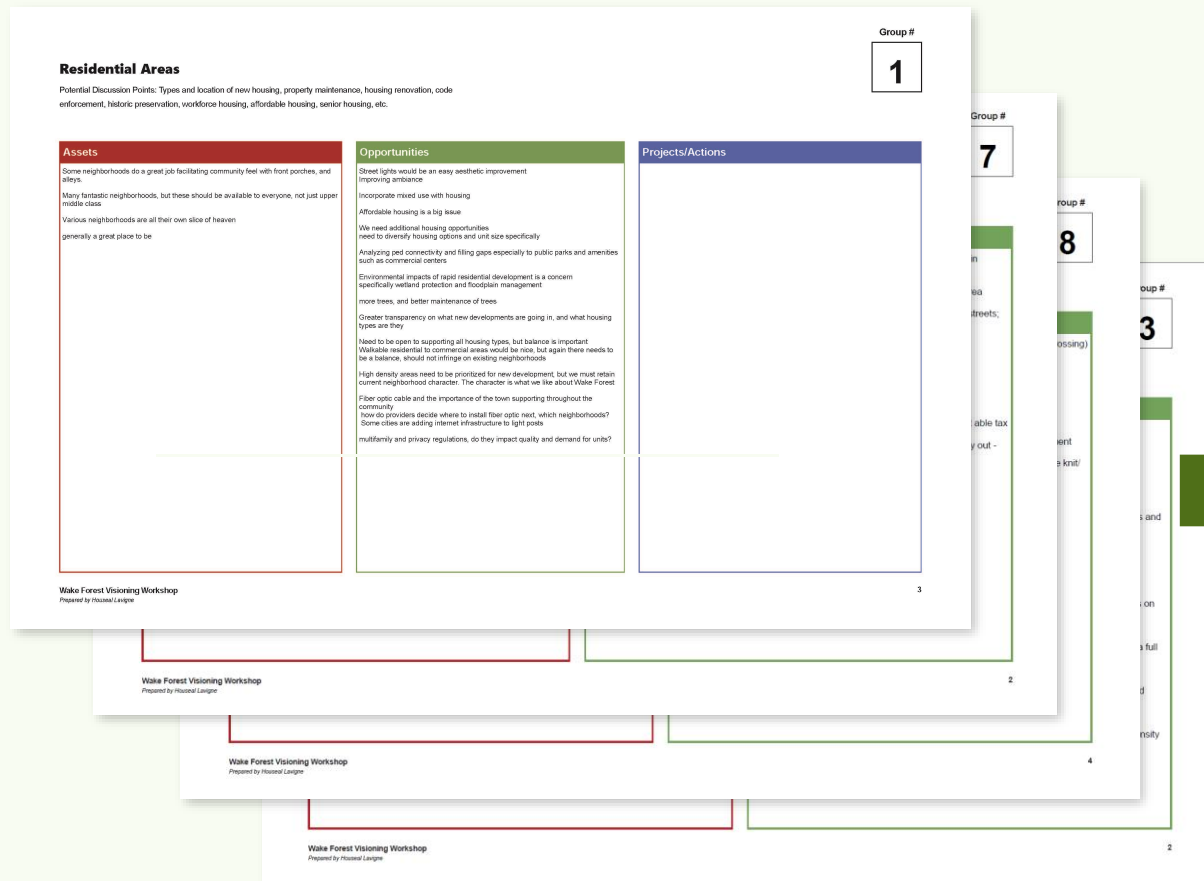 Group #
1
Residential Areas
Potential Discussion Points: Types and location of new housing, property maintenance, housing renovation, code
enforcement, historic preservation, workforce housing, affordable housing, senior housing, etc.
Assets
Some neighborhoods do a great job facilitating community feel with front porches, and
alleys.
Many fantastic neighborhoods, but these should be available to everyone, not just upper
middle class
Various neighborhoods are all their own slice of heaven
generally a great place to be
Opportunities
Street lights would be an easy aesthetic improvement
Improving ambiance
Incorporate mixed use with housing
Affordable housing is a big issue
We need additional housing opportunities
need to diversify housing options and unit size specifically
Analyzing ped connectivity and filling gaps especially to public parks and amenities
such as commercial centers
Environmental impacts of rapid residential development is a concern
specifically wetland protection and floodplain management
more trees, and better maintenance of trees
Greater transparency on what new developments are going in, and what housing
types are they
Need to be open to supporting all housing types, but balance is important
Walkable residential to commercial areas would be nice, but again there needs to
be a balance, should not infringe on existing neighborhoods
High density areas need to be prioritized for new development, but we must retain
current neighborhood character. The character is what we like about Wake Forest
Fiber optic cable and the importance of the town supporting throughout the
community
how do providers decide where to install fiber optic next, which neighborhoods?
Some cities are adding internet infrastructure to light posts
multifamily and privacy regulations, do they impact quality and demand for units?
Projects/Actions
Wake Forest Visioning Workshop
Prepared by Houseal Lavigne
3
Group #
7
in
ea
streets;
able tax
y out -
Wake Forest Visioning Workshop
Prepared by Houseal Lavigne
2
roup #
8
ossing)
ent
e knit/
Wake Forest Visioning Workshop
Prepared by Houseal Lavigne
4
oup #
3
s and
on
a full
d
nsity
Wake Forest Visioning Workshop
Prepared by Houseal Lavigne
2